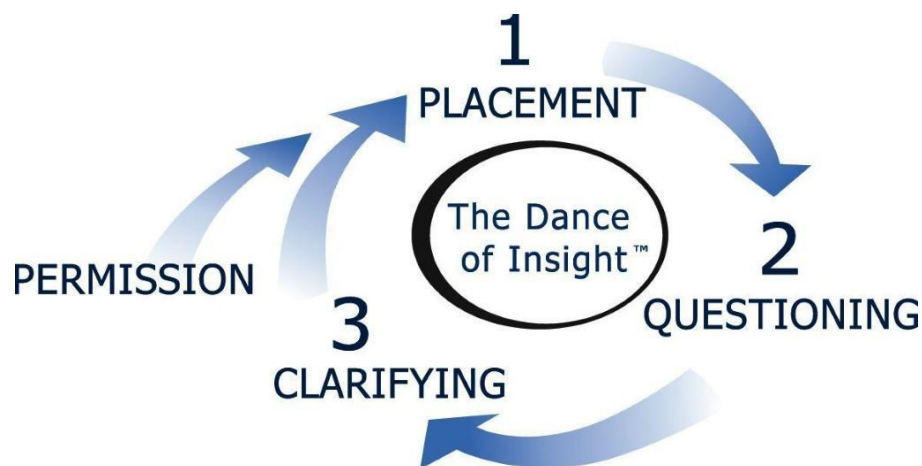 1
PLACEMENT
The Dance
of Insight™
2
QUESTIONING
PERMISSION
3
CLARIFYING